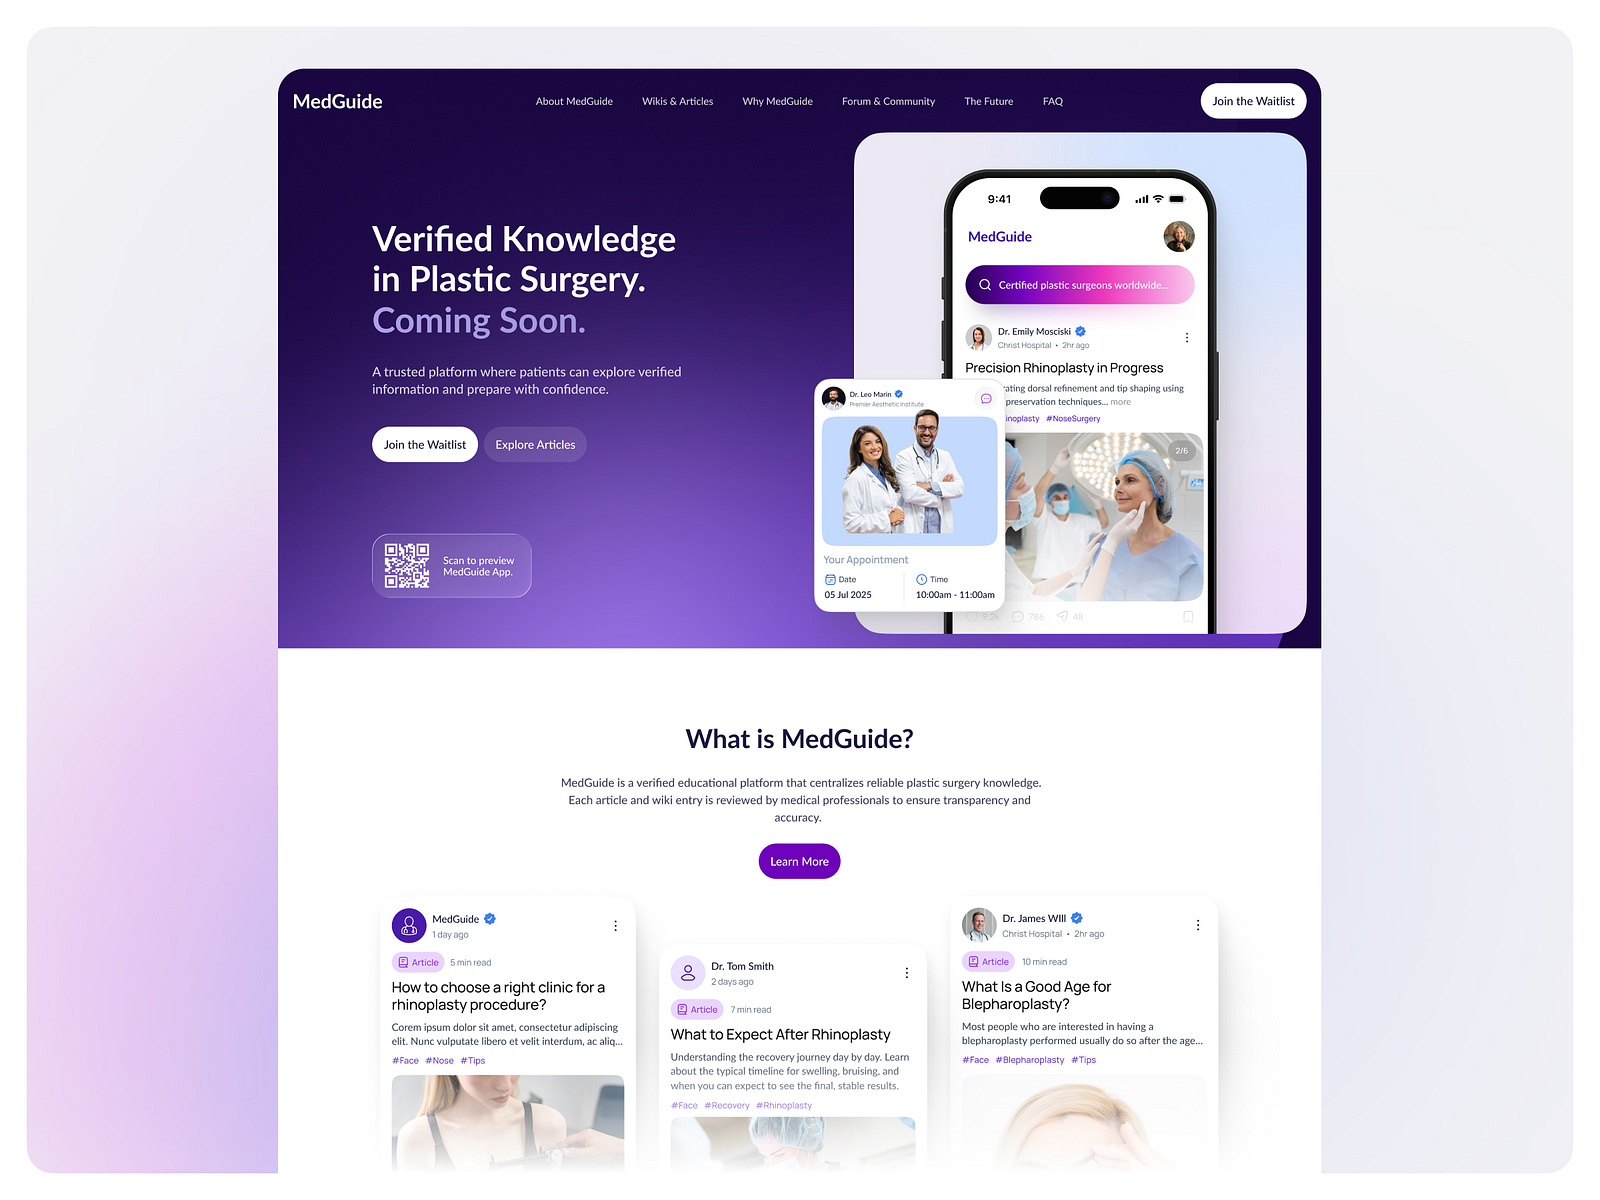 MedGuide
About MedGuide
Wikis & Articles
Why MedGuide
Forum & Community
The Future
FAQ
Join the Waitlist
Verified Knowledge
in Plastic Surgery.
Coming Soon.
A trusted platform where patients can explore verified
information and prepare with confidence.
Join the Waitlist
Explore Articles
Scan to preview
MedGuide App.
9:41
MedGuide
Certified plastic surgeons worldwide...
Dr. Emily Mosciski
Christ Hospital • 2hr ago
Precision Rhinoplasty in Progress
rating dorsal refinement and tip shaping using
preservation techniques... more
inoplasty #NoseSurgery
2/6
9.2k 786 48
Dr. Leo Marin
Premier Aesthetic Institute
Your Appointment
Date
05 Jul 2025
Time
10:00am - 11:00am
What is MedGuide?
MedGuide is a verified educational platform that centralizes reliable plastic surgery knowledge.
Each article and wiki entry is reviewed by medical professionals to ensure transparency and
accuracy.
Learn More
MedGuide
1 day ago
Article 5 min read
How to choose a right clinic for a
rhinoplasty procedure?
Corem ipsum dolor sit amet, consectetur adipiscing
elit. Nunc vulputate libero et velit interdum, ac aliq...
#Face #Nose #Tips
Dr. Tom Smith
2 days ago
Article 7 min read
What to Expect After Rhinoplasty
Understanding the recovery journey day by day. Learn
about the typical timeline for swelling, bruising, and
when you can expect to see the final, stable results.
#Face #Recovery #Rhinoplasty
Dr. James WIll
Christ Hospital • 2hr ago
Article 10 min read
What Is a Good Age for
Blepharoplasty?
Most people who are interested in having a
blepharoplasty performed usually do so after the age...
#Face #Blepharoplasty #Tips